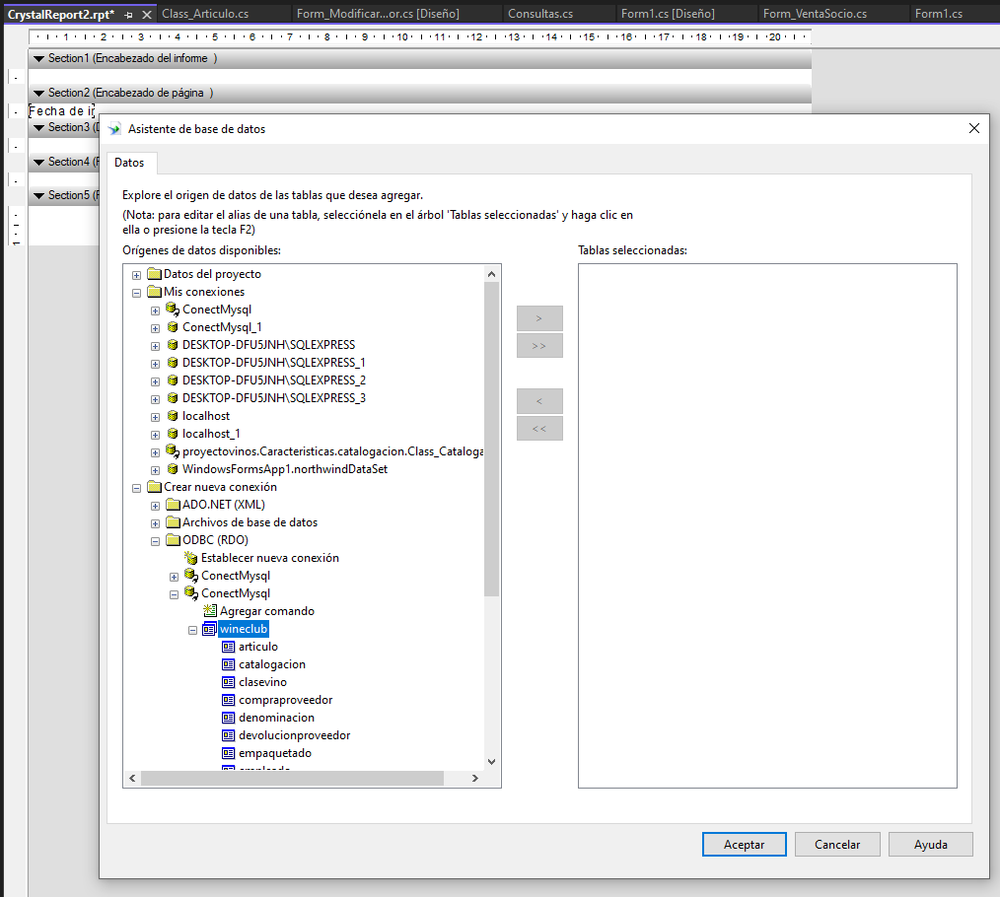 CrystalReport2.rpt*
Class_Articulo.cs
Form_Modificar...or.cs [Diseño]
Consultas.cs
Form1.cs [Diseño]
Form_VentaSocio.cs
Form1.cs
1 2 3 4 5 6 7 8 9 10 11 12 13 14 15 16 17 18 19 20
Section1 (Encabezado del informe )
Section2 (Encabezado de página )
Fecha de ir
Section3 (D
Section4 (P
Section5 (P
Asistente de base de datos
Datos
Explore el origen de datos de las tablas que desea agregar.
(Nota: para editar el alias de una tabla, selecciónela en el árbol 'Tablas seleccionadas' y haga clic en
ella o presione la tecla F2)
Orígenes de datos disponibles:
Tablas seleccionadas:
Datos del proyecto
Mis conexiones
ConectMysql
ConectMysql_1
DESKTOP-DFU5JNH\SQLEXPRESS
DESKTOP-DFU5JNH\SQLEXPRESS_1
DESKTOP-DFU5JNH\SQLEXPRESS_2
DESKTOP-DFU5JNH\SQLEXPRESS_3
localhost
localhost_1
proyectovinos.Caracteristicas.catalogacion.Class_Cataloga
WindowsFormsApp1.northwindDataSet
Crear nueva conexión
ADO.NET (XML)
Archivos de base de datos
ODBC (RDO)
Establecer nueva conexión
ConectMysql
ConectMysql
Agregar comando
wineclub
articulo
catalogacion
clasevino
compraproveedor
denominacion
devolucionproveedor
empaquetado
>
>>
<
<<
Aceptar
Cancelar
Ayuda